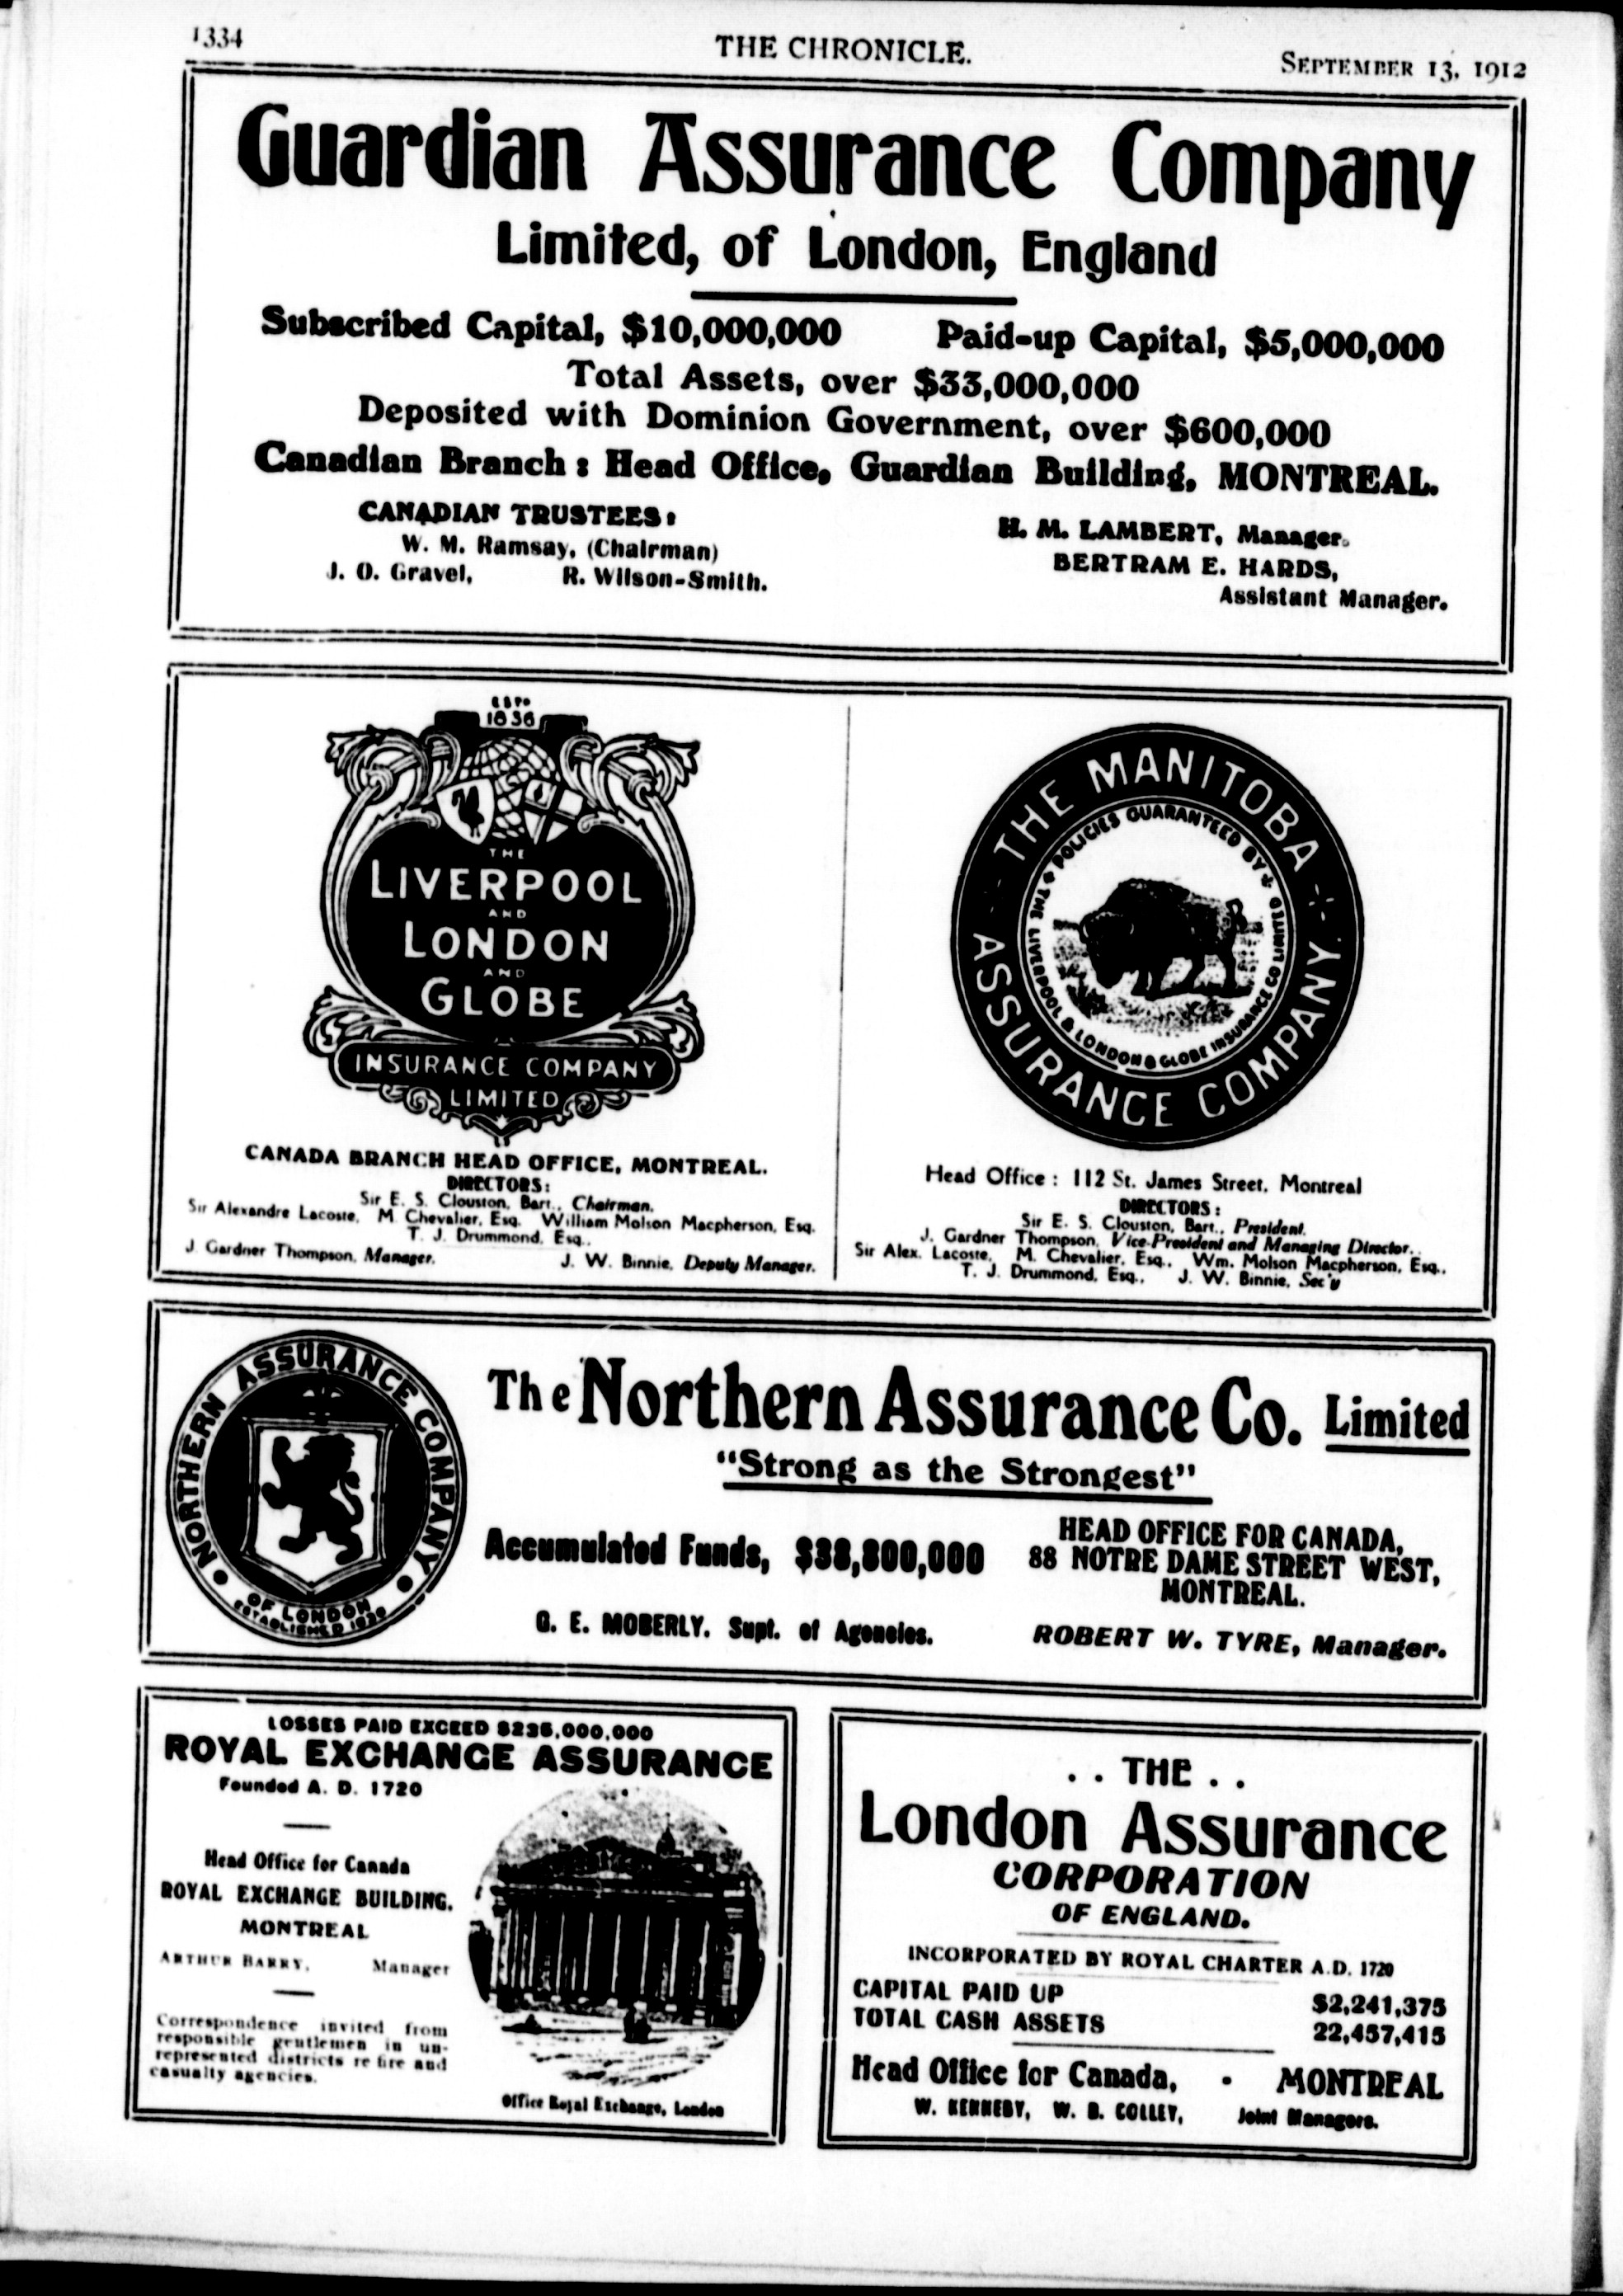 1334
THE CHRONICLE.
SEPTEMBER 13, 1912
Guardian Assurance Company
Limited, of London, England
Subscribed Capital, $10,000,000 Paid-up Capital, $5,000,000
Total Assets, over $33,000,000
Deposited with Dominion Government, over $600,000
Canadian Branch : Head Office, Guardian Building, MONTREAL.
CANADIAN TRUSTEES :
W. M. Ramsay, (Chairman)
J. O. Gravel, R. Wilson-Smith.
H. M. LAMBERT, Manager.
BERTRAM E. HARDS,
Assistant Manager.
ESTD
1836
THE
LIVERPOOL
AND
LONDON
AND
GLOBE
INSURANCE COMPANY
LIMITED
CANADA BRANCH HEAD OFFICE, MONTREAL.
DIRECTORS:
Sir E. S. Clouston, Bart., Chairman.
Sir Alexandre Lacoste, M. Chevalier, Esq. William Molson Macpherson, Esq.
T. J. Drummond, Esq.,
J. Gardner Thompson, Manager. J. W. Binnie, Deputy Manager.
THE MANITOBA
ASSURANCE COMPANY
POLICIES GUARANTEED BY
THE LIVERPOOL & LONDON & GLOBE INSURANCE CO LIMITED
Head Office : 112 St. James Street, Montreal
DIRECTORS :
Sir E. S. Clouston, Bart., President.
J. Gardner Thompson, Vice-President and Managing Director.
Sir Alex. Lacoste, M. Chevalier, Esq., Wm. Molson Macpherson, Esq.,
T. J. Drummond, Esq., J. W. Binnie, Sec'y
NORTHERN ASSURANCE COMPANY
OF LONDON
ESTABLISHED 1836
The Northern Assurance Co. Limited
"Strong as the Strongest"
Accumulated Funds, $38,800,000
HEAD OFFICE FOR CANADA,
88 NOTRE DAME STREET WEST,
MONTREAL.
G. E. MOBERLY. Supt. of Agencies.
ROBERT W. TYRE, Manager.
LOSSES PAID EXCEED $235,000,000
ROYAL EXCHANGE ASSURANCE
Founded A. D. 1720
Head Office for Canada
ROYAL EXCHANGE BUILDING,
MONTREAL
ARTHUR BARRY, Manager
Correspondence invited from
responsible gentlemen in un-
represented districts re fire and
casualty agencies.
Office Royal Exchange, London
. . THE . .
London Assurance
CORPORATION
OF ENGLAND.
INCORPORATED BY ROYAL CHARTER A.D. 1720
CAPITAL PAID UP $2,241,375
TOTAL CASH ASSETS 22,457,415
Head Office for Canada, - MONTREAL
W. KENNEDY, W. B. COLLEY, Joint Managers.